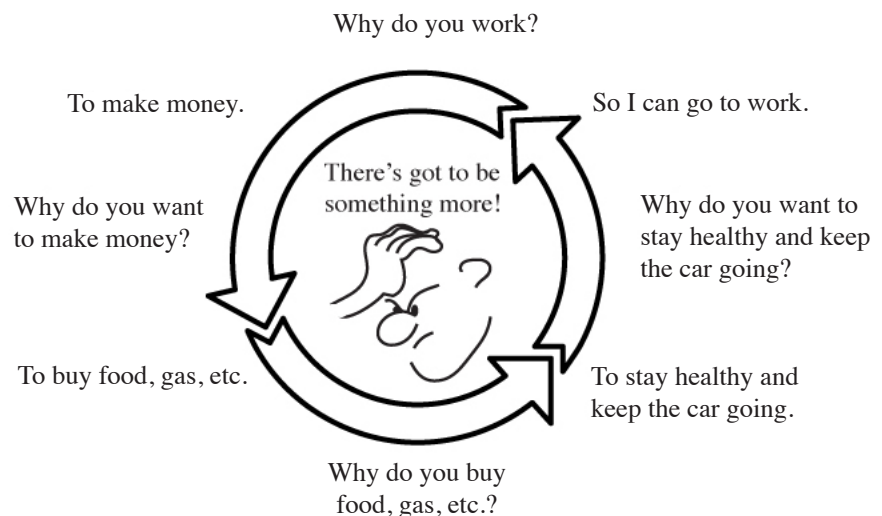 Why do you work?
To make money.
So I can go to work.
There's got to be
something more!
Why do you want
to make money?
Why do you want to
stay healthy and keep
the car going?
To buy food, gas, etc.
To stay healthy and
keep the car going.
Why do you buy
food, gas, etc.?